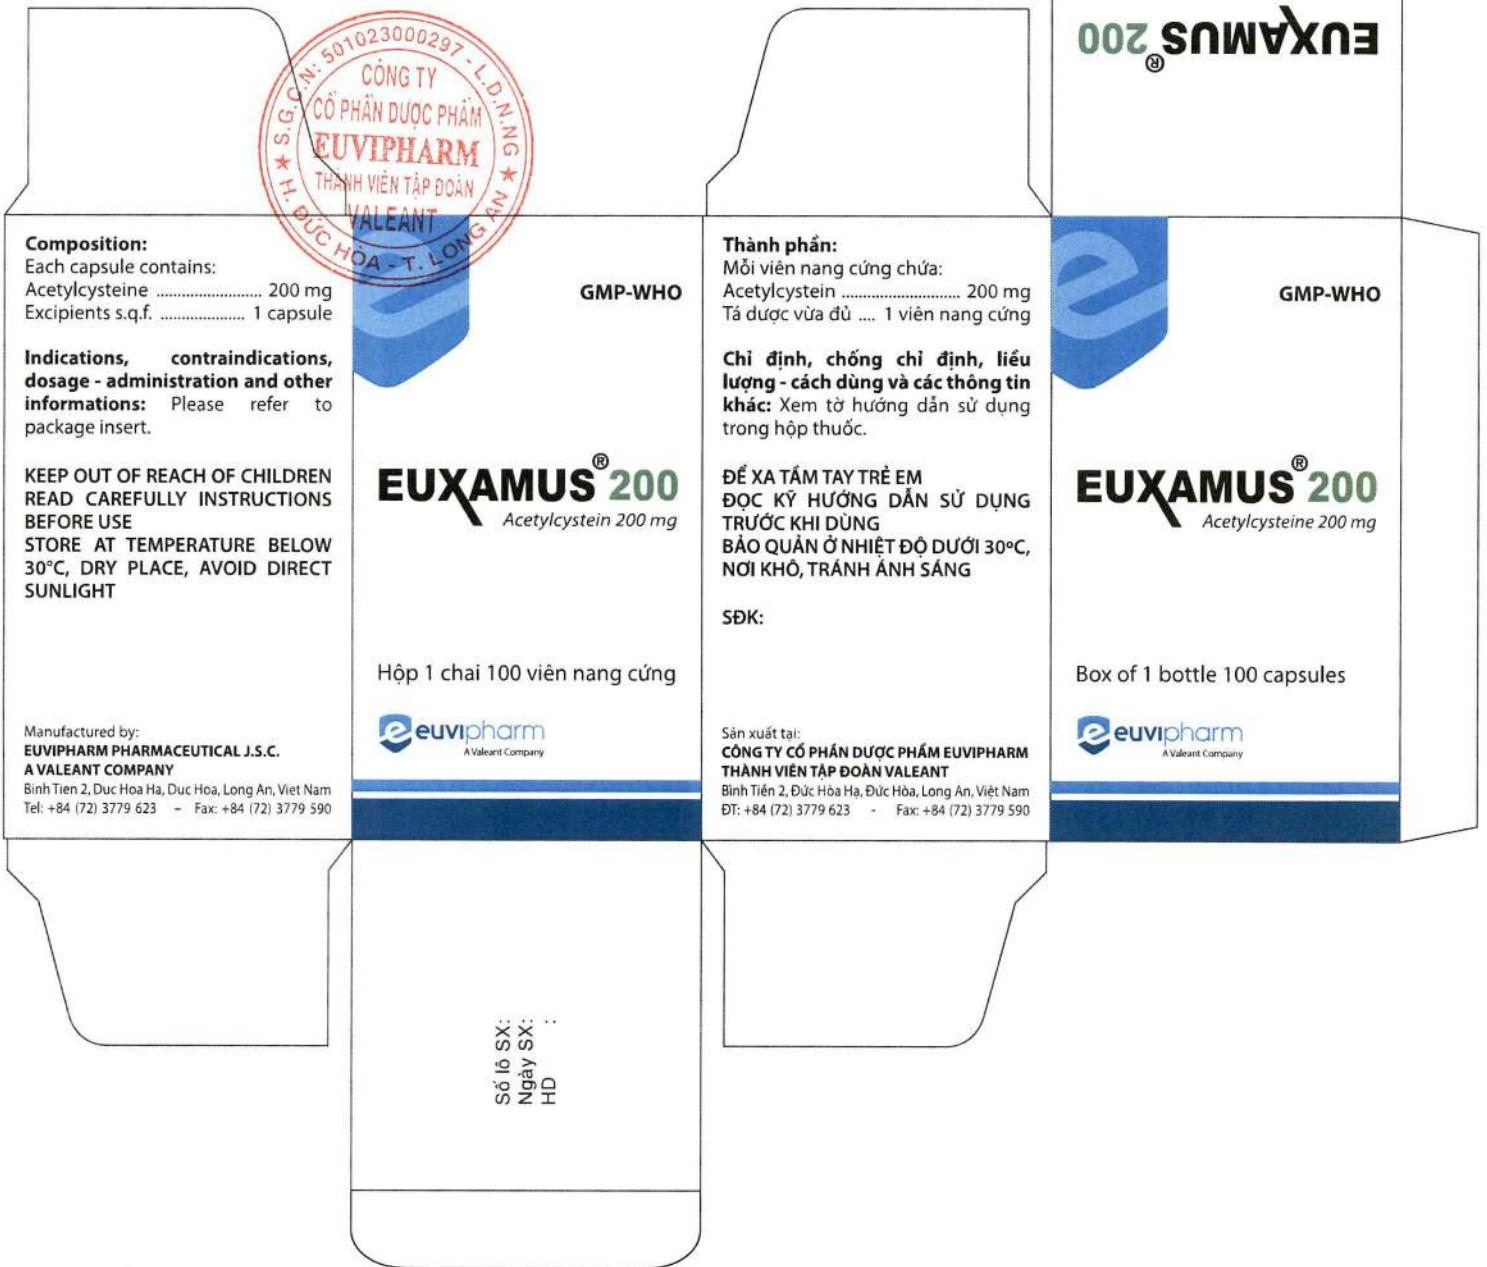 EUXAMUS® 200
S.G.C.N: 501023000297 - L.D.N.NG
CÔNG TY
CỔ PHẦN DƯỢC PHẨM
EUVIPHARM
THÀNH VIÊN TẬP ĐOÀN
VALEANT
H. ĐỨC HÒA - T. LONG AN
Composition:
Each capsule contains:
Acetylcysteine ......................... 200 mg
Excipients s.q.f. .................... 1 capsule
Indications, contraindications,
dosage - administration and other
informations: Please refer to
package insert.
KEEP OUT OF REACH OF CHILDREN
READ CAREFULLY INSTRUCTIONS
BEFORE USE
STORE AT TEMPERATURE BELOW
30°C, DRY PLACE, AVOID DIRECT
SUNLIGHT
Manufactured by:
EUVIPHARM PHARMACEUTICAL J.S.C.
A VALEANT COMPANY
Binh Tien 2, Duc Hoa Ha, Duc Hoa, Long An, Viet Nam
Tel: +84 (72) 3779 623 – Fax: +84 (72) 3779 590
GMP-WHO
EUXAMUS® 200
Acetylcystein 200 mg
Hộp 1 chai 100 viên nang cứng
euvipharm
A Valeant Company
Thành phần:
Mỗi viên nang cứng chứa:
Acetylcystein ............................ 200 mg
Tá dược vừa đủ .... 1 viên nang cứng
Chỉ định, chống chỉ định, liều
lượng - cách dùng và các thông tin
khác: Xem tờ hướng dẫn sử dụng
trong hộp thuốc.
ĐỂ XA TẦM TAY TRẺ EM
ĐỌC KỸ HƯỚNG DẪN SỬ DỤNG
TRƯỚC KHI DÙNG
BẢO QUẢN Ở NHIỆT ĐỘ DƯỚI 30ºC,
NƠI KHÔ, TRÁNH ÁNH SÁNG
SĐK:
Sản xuất tại:
CÔNG TY CỔ PHẦN DƯỢC PHẨM EUVIPHARM
THÀNH VIÊN TẬP ĐOÀN VALEANT
Bình Tiền 2, Đức Hòa Hạ, Đức Hòa, Long An, Việt Nam
ĐT: +84 (72) 3779 623 - Fax: +84 (72) 3779 590
GMP-WHO
EUXAMUS® 200
Acetylcysteine 200 mg
Box of 1 bottle 100 capsules
euvipharm
A Valeant Company
Số lô SX:
Ngày SX:
HD :